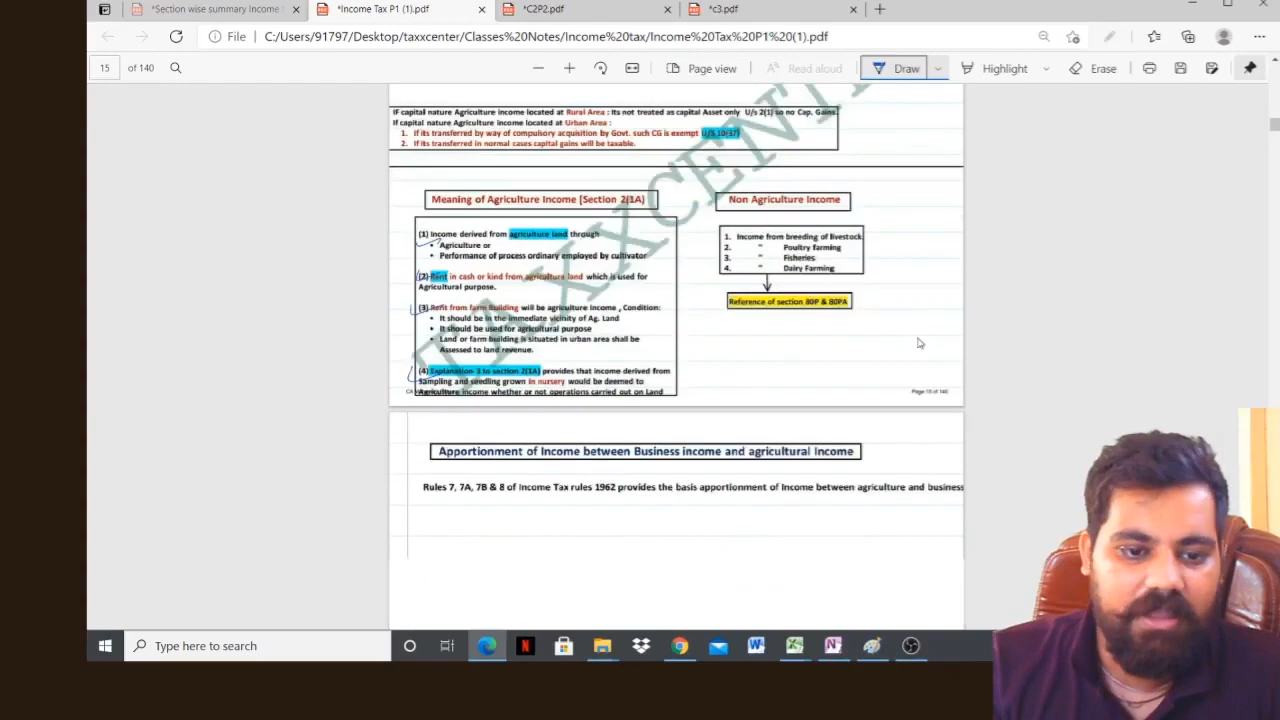 *Section wise summary Income
*Income Tax P1 (1).pdf
*C2P2.pdf
*c3.pdf
File
C:/Users/91797/Desktop/taxxcenter/Classes%20Notes/Income%20tax/Income%20Tax%20P1%20(1).pdf
15 of 140
Page view
Read aloud
Draw
Highlight
Erase
IF capital nature Agriculture income located at Rural Area : Its not treated as capital Asset only U/s 2(1) so no Cap. Gains.
If capital nature Agriculture income located at Urban Area :
1. If its transferred by way of compulsory acquisition by Govt. such CG is exempt U/S 10(37)
2. If its transferred in normal cases capital gains will be taxable.
Meaning of Agriculture Income [Section 2(1A)
(1) Income derived from agriculture land through
• Agriculture or
• Performance of process ordinary employed by cultivator
(2) Rent in cash or kind from agriculture land which is used for
Agricultural purpose.
(3) Rent from farm building will be agriculture income , Condition:
• It should be in the immediate vicinity of Ag. Land
• It should be used for agricultural purpose
• Land or farm building is situated in urban area shall be
Assessed to land revenue.
(4) Explanation 3 to section 2(1A) provides that income derived from
Sampling and seedling grown in nursery would be deemed to
Agriculture income whether or not operations carried out on Land
Non Agriculture Income
1. Income from breeding of livestock
2. " Poultry farming
3. " Fisheries
4. " Dairy Farming
Reference of section 80P & 80PA
Page 15 of 140
TAXXCENT
Apportionment of Income between Business income and agricultural Income
Rules 7, 7A, 7B & 8 of Income Tax rules 1962 provides the basis apportionment of Income between agriculture and business
Type here to search